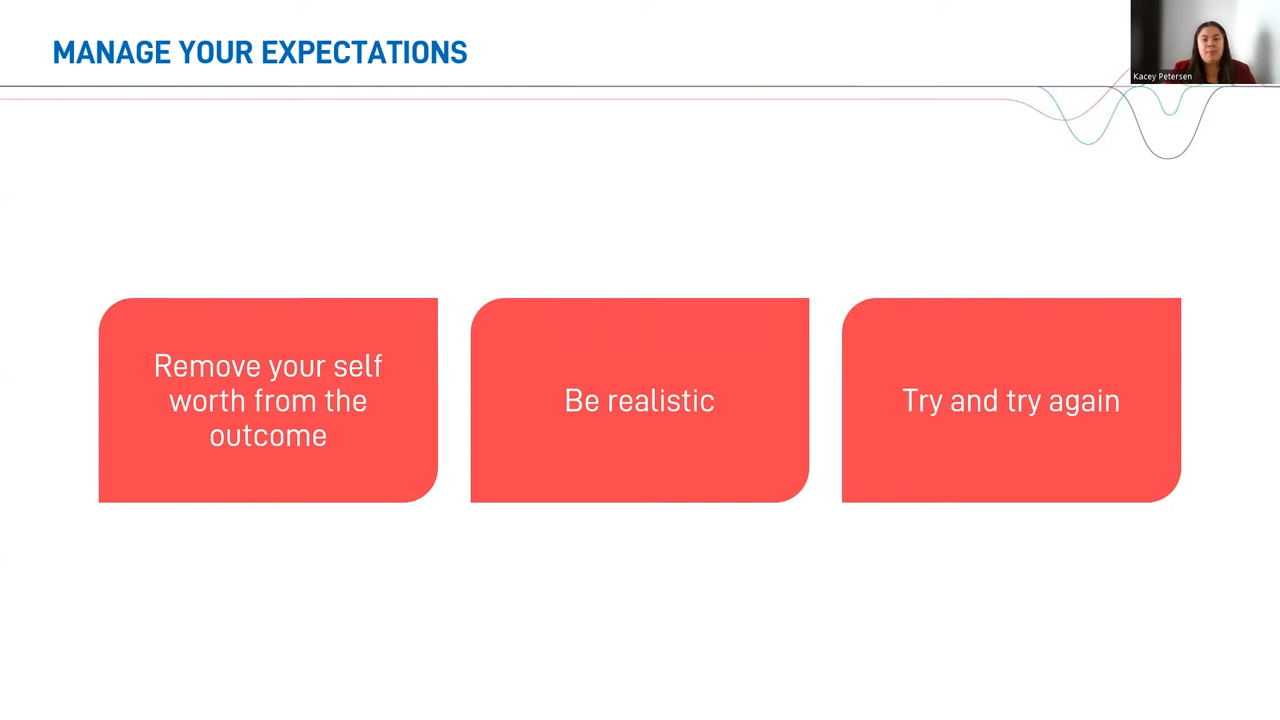 MANAGE YOUR EXPECTATIONS
Kacey Petersen
Remove your self
worth from the
outcome
Be realistic
Try and try again